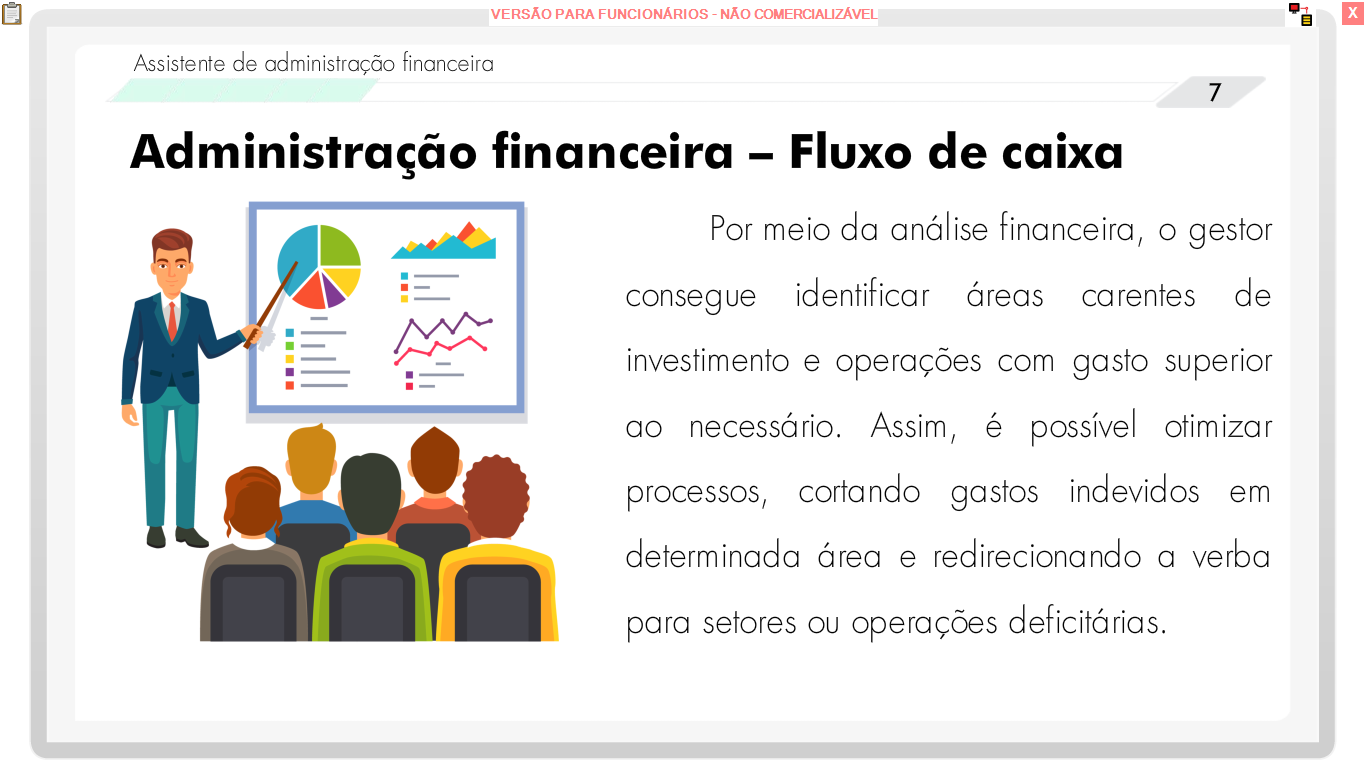 VERSÃO PARA FUNCIONÁRIOS - NÃO COMERCIALIZÁVEL
X
Assistente de administração financeira
7
Administração financeira – Fluxo de caixa
Por meio da análise financeira, o gestor
consegue identificar áreas carentes de
investimento e operações com gasto superior
ao necessário. Assim, é possível otimizar
processos, cortando gastos indevidos em
determinada área e redirecionando a verba
para setores ou operações deficitárias.